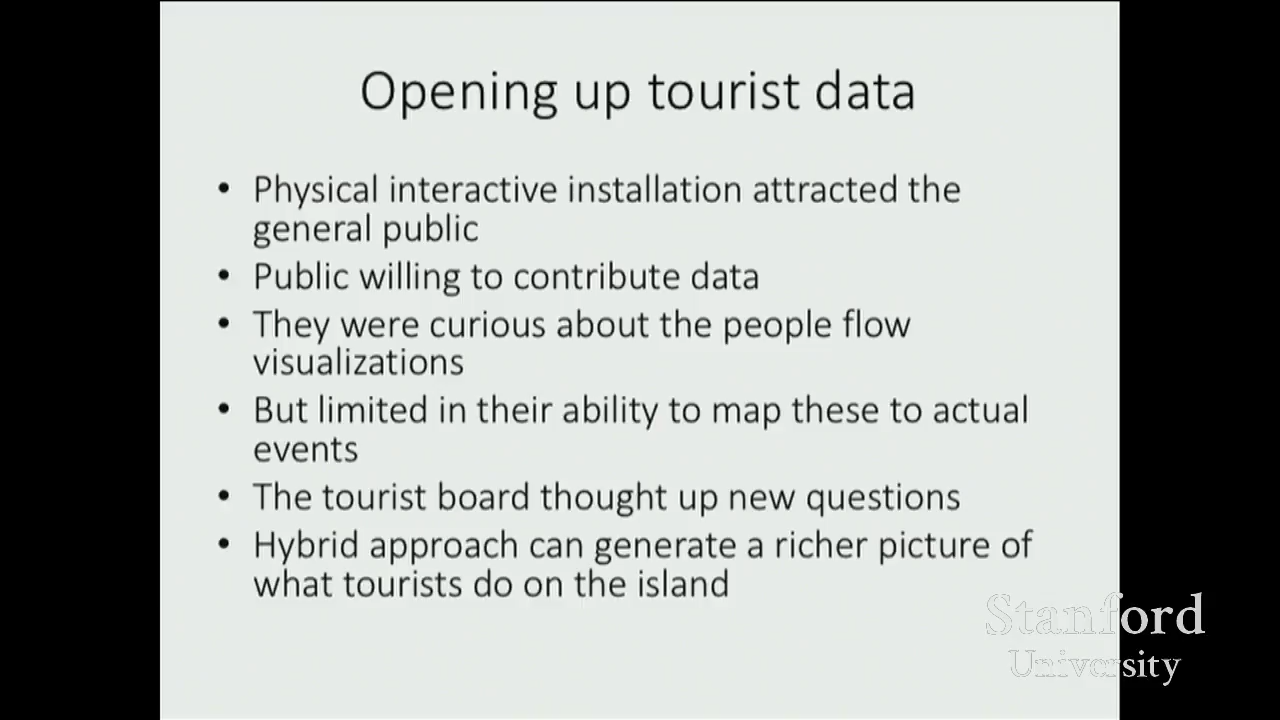 Opening up tourist data
• Physical interactive installation attracted the
general public
• Public willing to contribute data
• They were curious about the people flow
visualizations
• But limited in their ability to map these to actual
events
• The tourist board thought up new questions
• Hybrid approach can generate a richer picture of
what tourists do on the island
Stanford
University